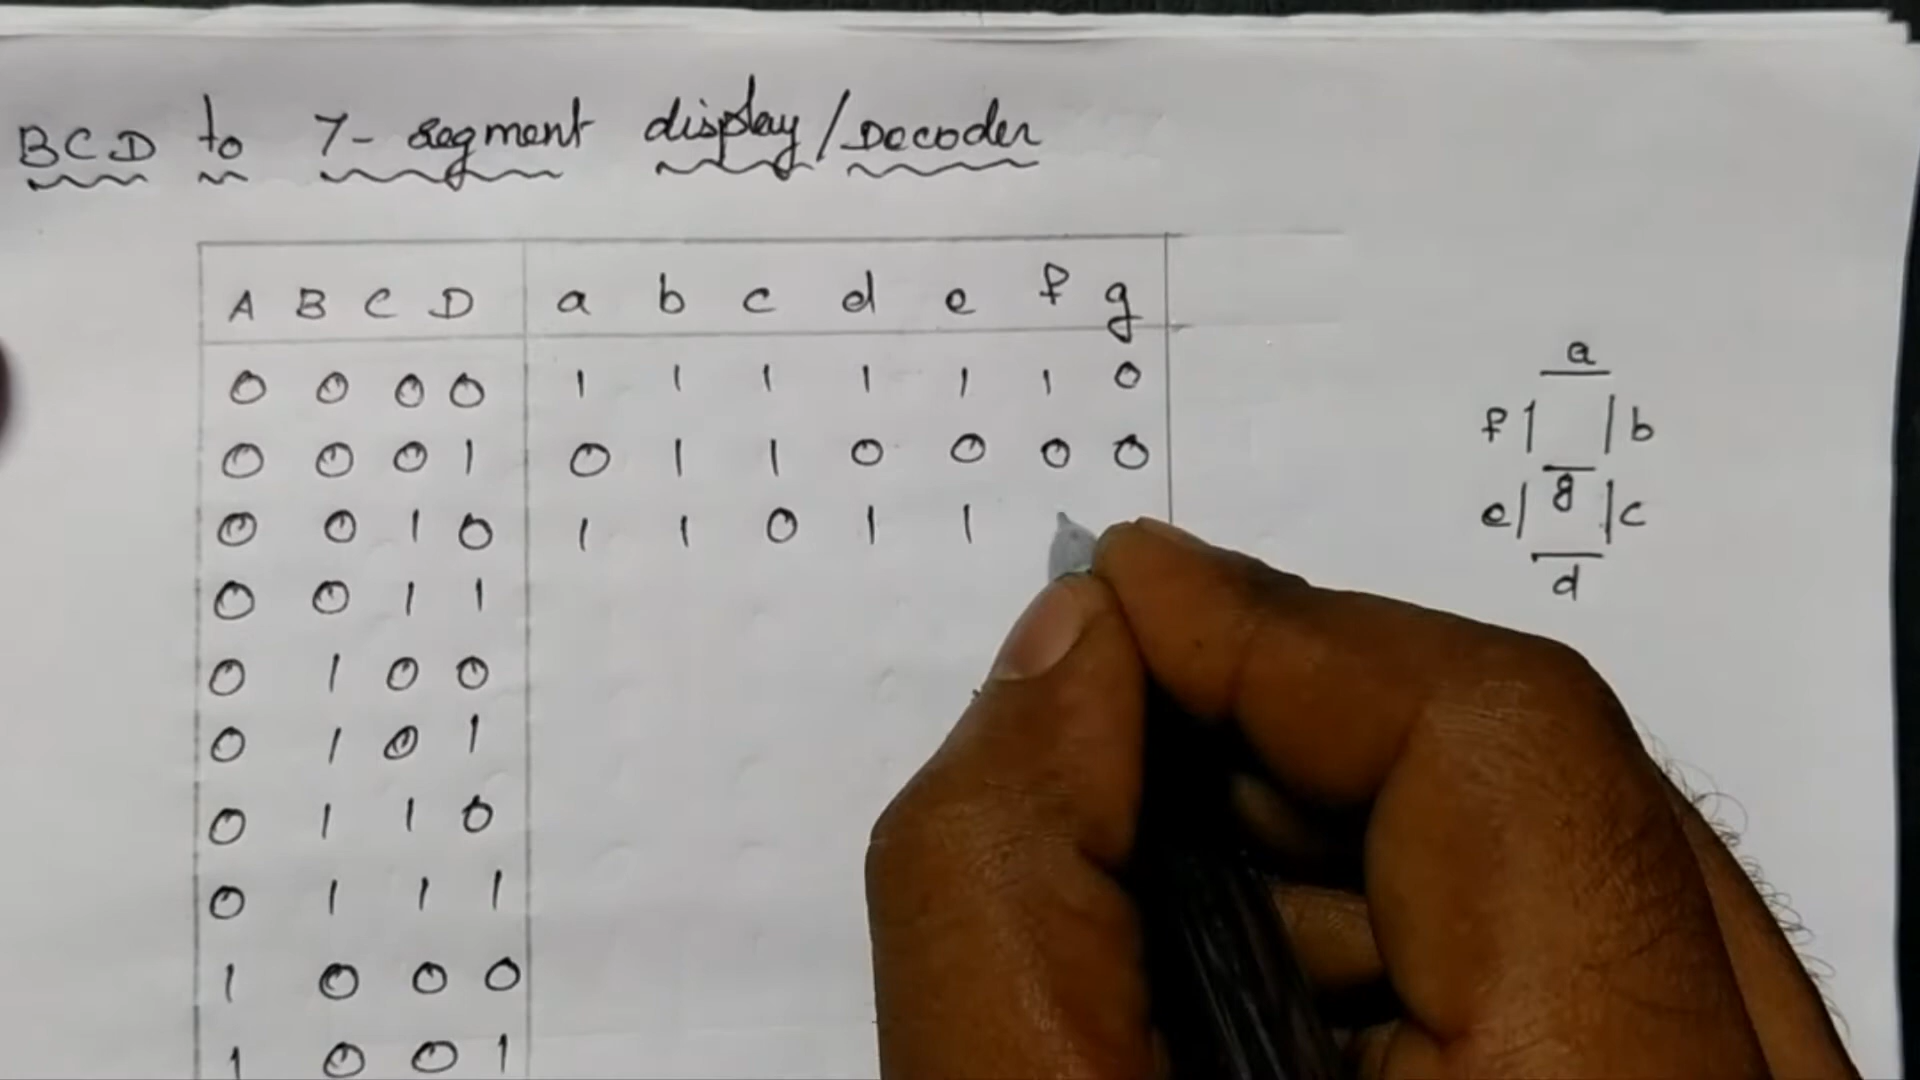 BCD to 7-segment display/Decoder
A B C D a b c d e f g
0 0 0 0 1 1 1 1 1 1 0
0 0 0 1 0 1 1 0 0 0 0
0 0 1 0 1 1 0 1 1
0 0 1 1
0 1 0 0
0 1 0 1
0 1 1 0
0 1 1 1
1 0 0 0
1 0 0 1
a
f b
g
e c
d